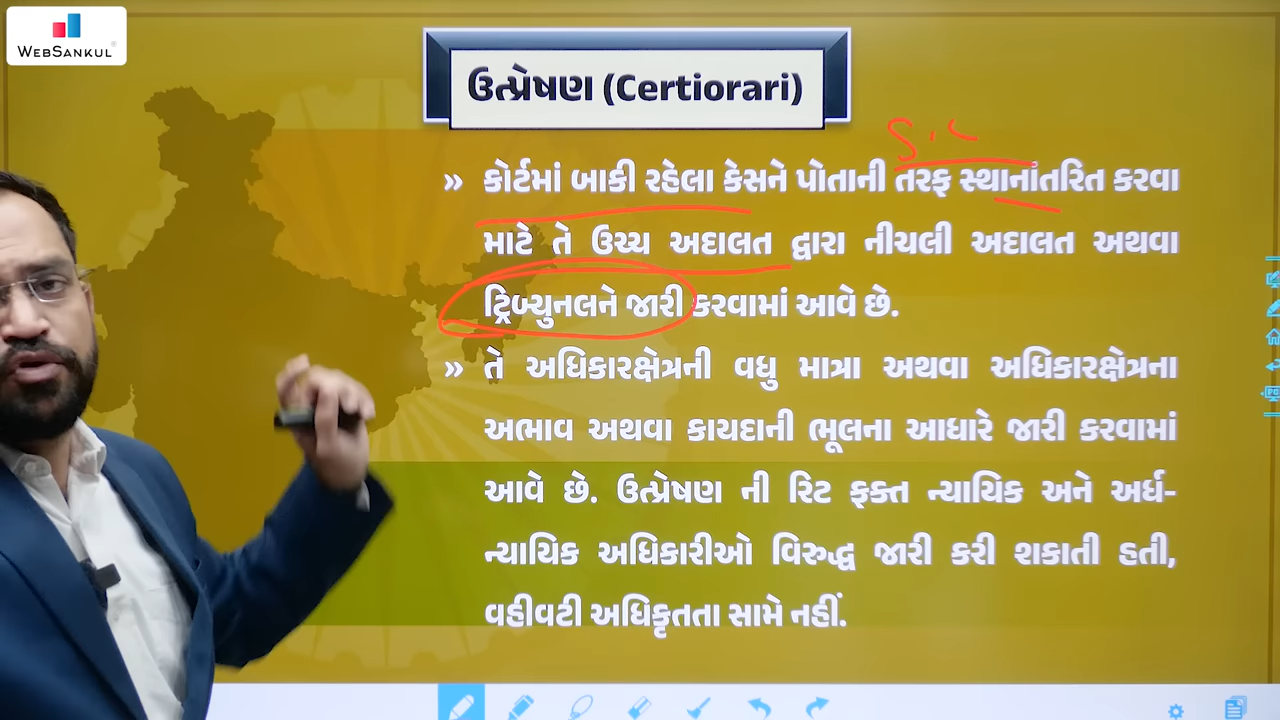 WEBSANKUL
ઉત્પ્રેષણ (Certiorari)
S.C
» કોર્ટમાં બાકી રહેલા કેસને પોતાની તરફ સ્થાનાંતરિત કરવા
માટે તે ઉચ્ચ અદાલત દ્વારા નીચલી અદાલત અથવા
ટ્રિબ્યુનલને જારી કરવામાં આવે છે.
» તે અધિકારક્ષેત્રની વધુ માત્રા અથવા અધિકારક્ષેત્રના
અભાવ અથવા કાયદાની ભૂલના આધારે જારી કરવામાં
આવે છે. ઉત્પ્રેષણ ની રિટ ફક્ત ન્યાયિક અને અર્ધ-
ન્યાયિક અધિકારીઓ વિરુદ્ધ જારી કરી શકાતી હતી,
વહીવટી અધિકૃતતા સામે નહીં.